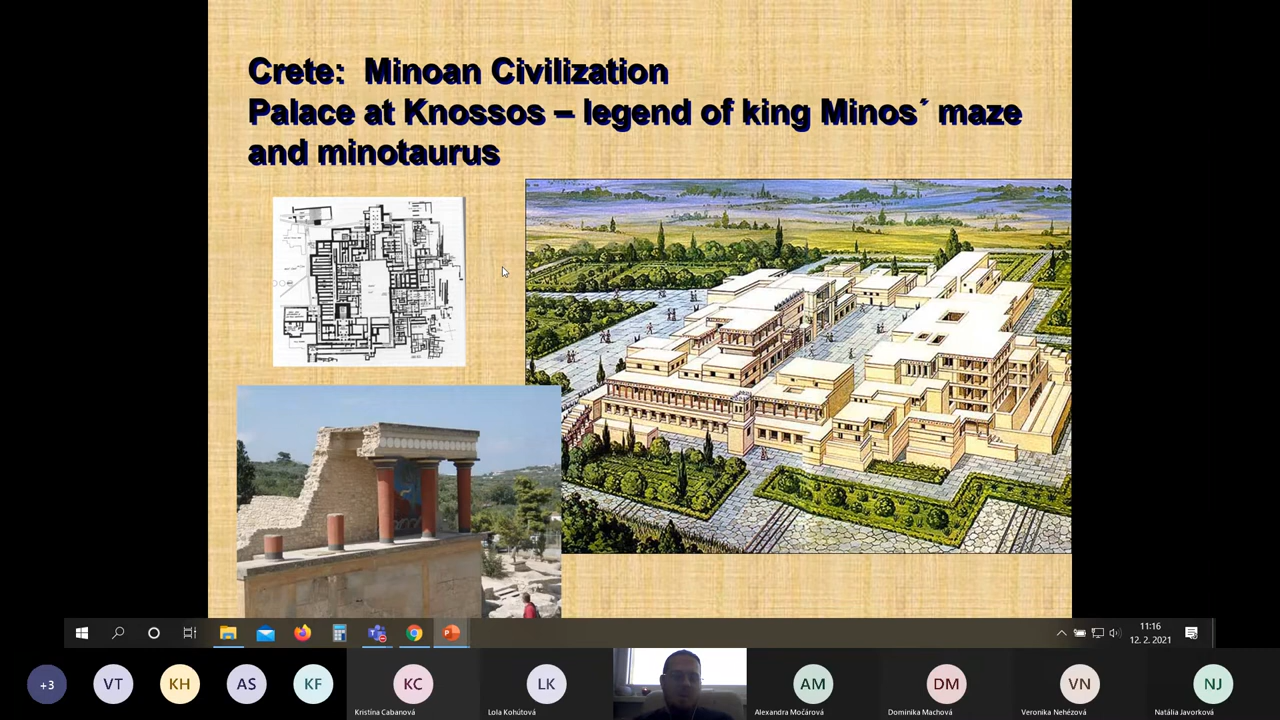 Crete:  Minoan Civilization
Palace at Knossos – legend of king Minos´ maze
and minotaurus
11:16
12. 2. 2021
+3
VT
KH
AS
KF
KC
LK
AM
DM
VN
NJ
Kristína Cabanová
Lola Kohútová
Alexandra Močárová
Dominika Machová
Veronika Nehézová
Natália Javorková